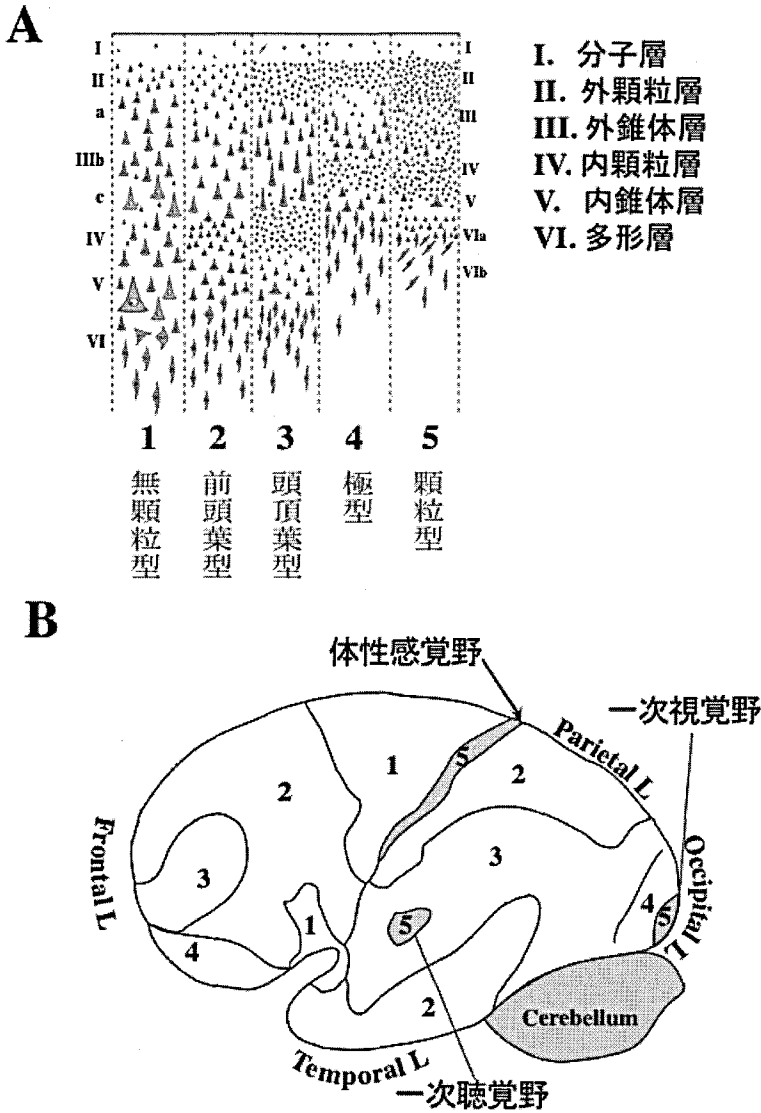 A
I
II
a
IIIb
c
IV
V
VI
I
II
III
IV
V
VIa
VIb
I. 分子層
II. 外顆粒層
III. 外錐体層
IV. 内顆粒層
V. 内錐体層
VI. 多形層
1 2 3 4 5
無顆粒型
前頭葉型
頭頂葉型
極型
顆粒型
B
体性感覚野
一次視覚野
Parietal L
Frontal L
Occipital L
Temporal L
Cerebellum
一次聴覚野
1
5
2
2
3
3
4
5
1
5
4
2